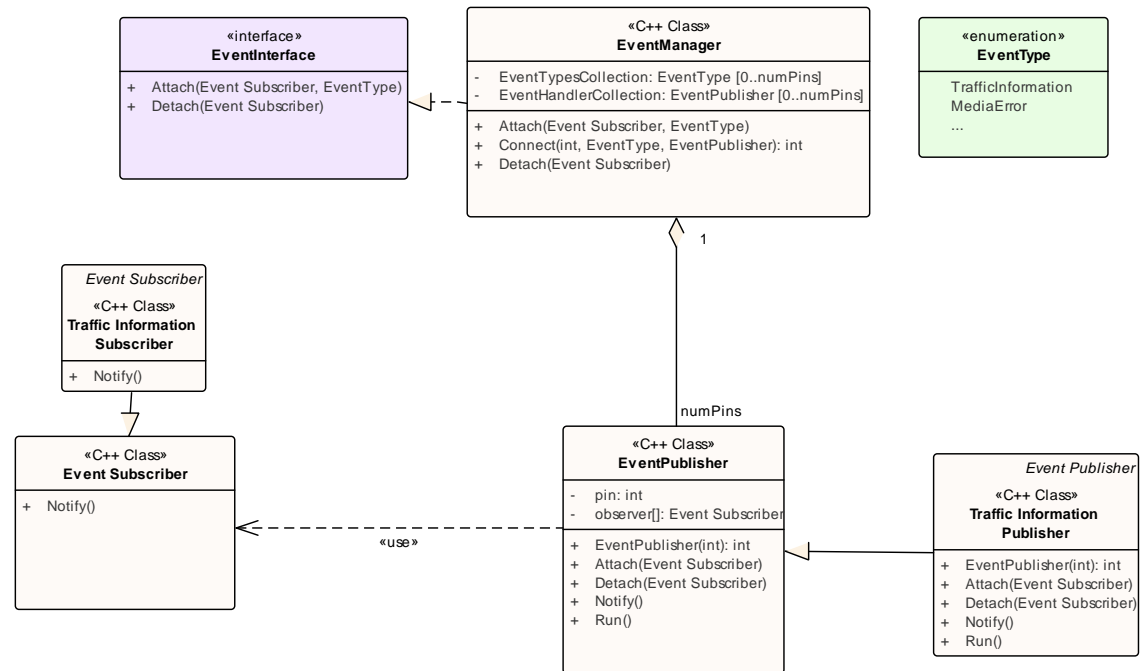 «interface»
EventInterface
+ Attach(Event Subscriber, EventType)
+ Detach(Event Subscriber)
«C++ Class»
EventManager
- EventTypesCollection: EventType [0..numPins]
- EventHandlerCollection: EventPublisher [0..numPins]
+ Attach(Event Subscriber, EventType)
+ Connect(int, EventType, EventPublisher): int
+ Detach(Event Subscriber)
«enumeration»
EventType
TrafficInformation
MediaError
...
1
numPins
Event Subscriber
«C++ Class»
Traffic Information
Subscriber
+ Notify()
«C++ Class»
Event Subscriber
+ Notify()
«use»
«C++ Class»
EventPublisher
- pin: int
- observer[]: Event Subscriber
+ EventPublisher(int): int
+ Attach(Event Subscriber)
+ Detach(Event Subscriber)
+ Notify()
+ Run()
Event Publisher
«C++ Class»
Traffic Information
Publisher
+ EventPublisher(int): int
+ Attach(Event Subscriber)
+ Detach(Event Subscriber)
+ Notify()
+ Run()